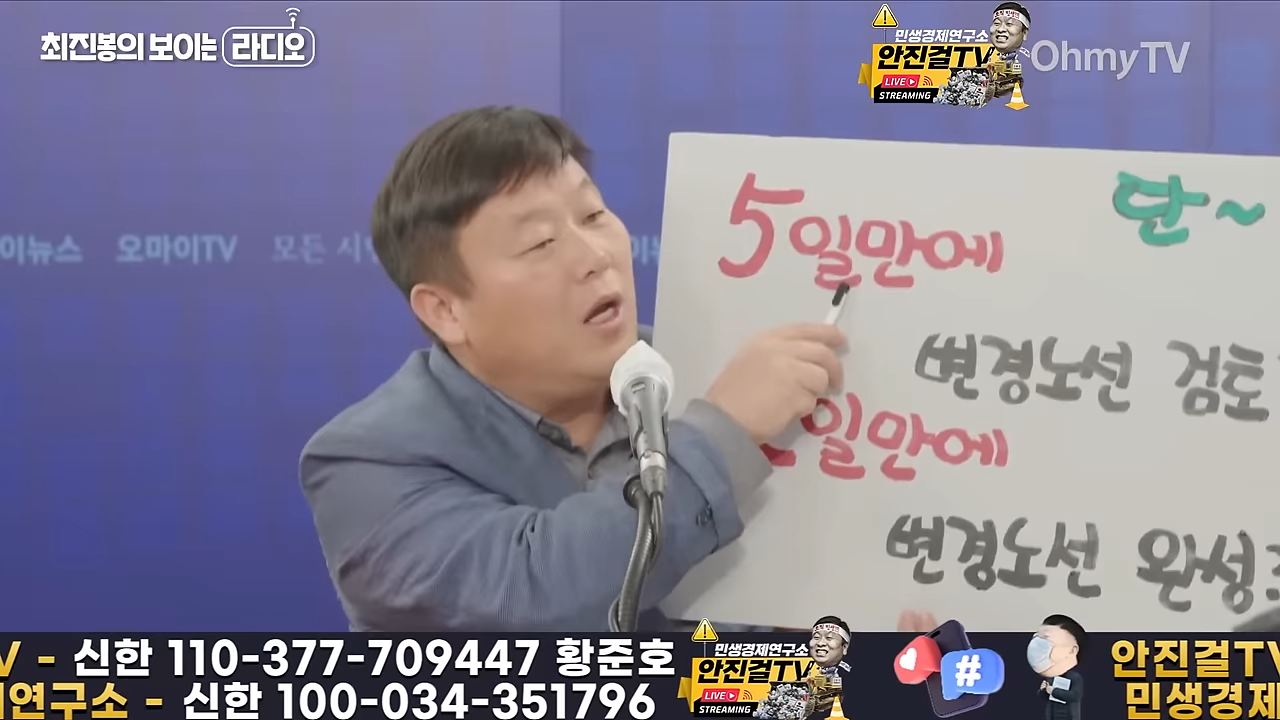 최진봉의 보이는 라디오
민생경제연구소
안진걸TV
LIVE
STREAMING
OhmyTV
이뉴스 오마이TV 모든 시
5일만에
단~
변경노선 검토
일만에
변경노선 완성
V - 신한 110-377-709447 황준호
연구소 - 신한 100-034-351796
민생경제연구소
안진걸TV
LIVE
STREAMING
#
안진걸TV
민생경제